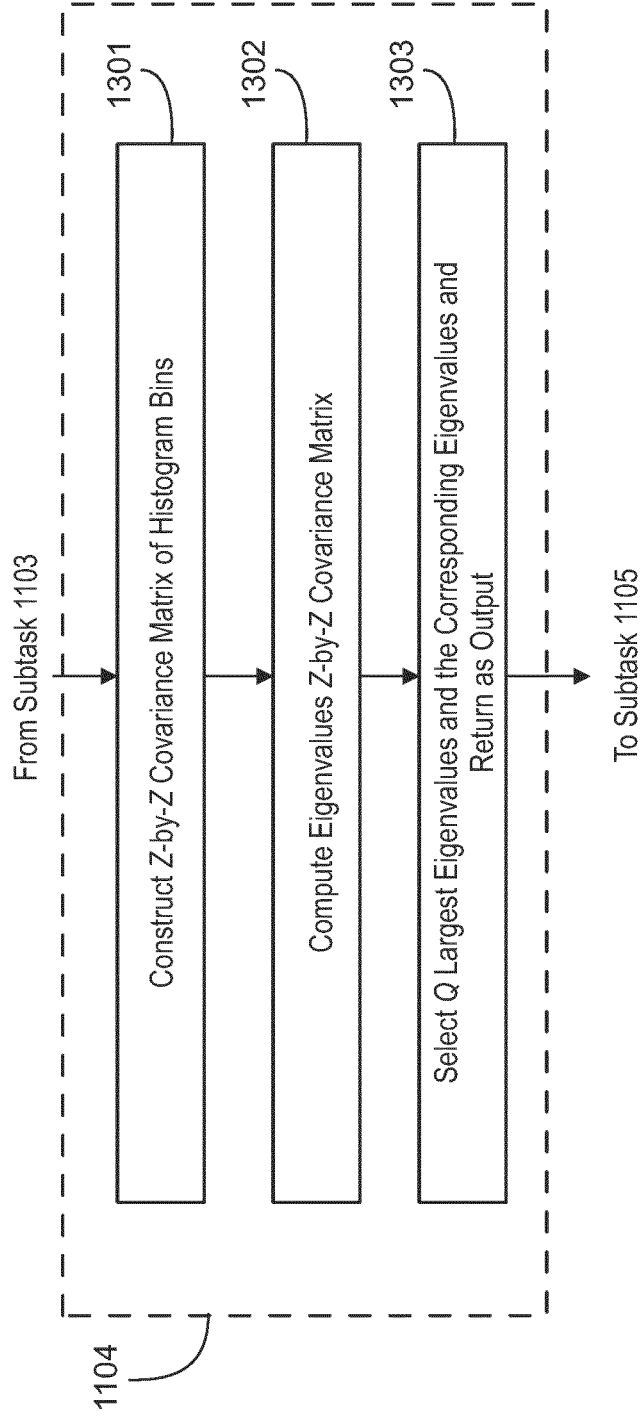 From Subtask 1103
1301
Construct Z-by-Z Covariance Matrix of Histogram Bins
1302
Compute Eigenvalues Z-by-Z Covariance Matrix
1303
Select Q Largest Eigenvalues and the Corresponding Eigenvalues and
Return as Output
1104
To Subtask 1105